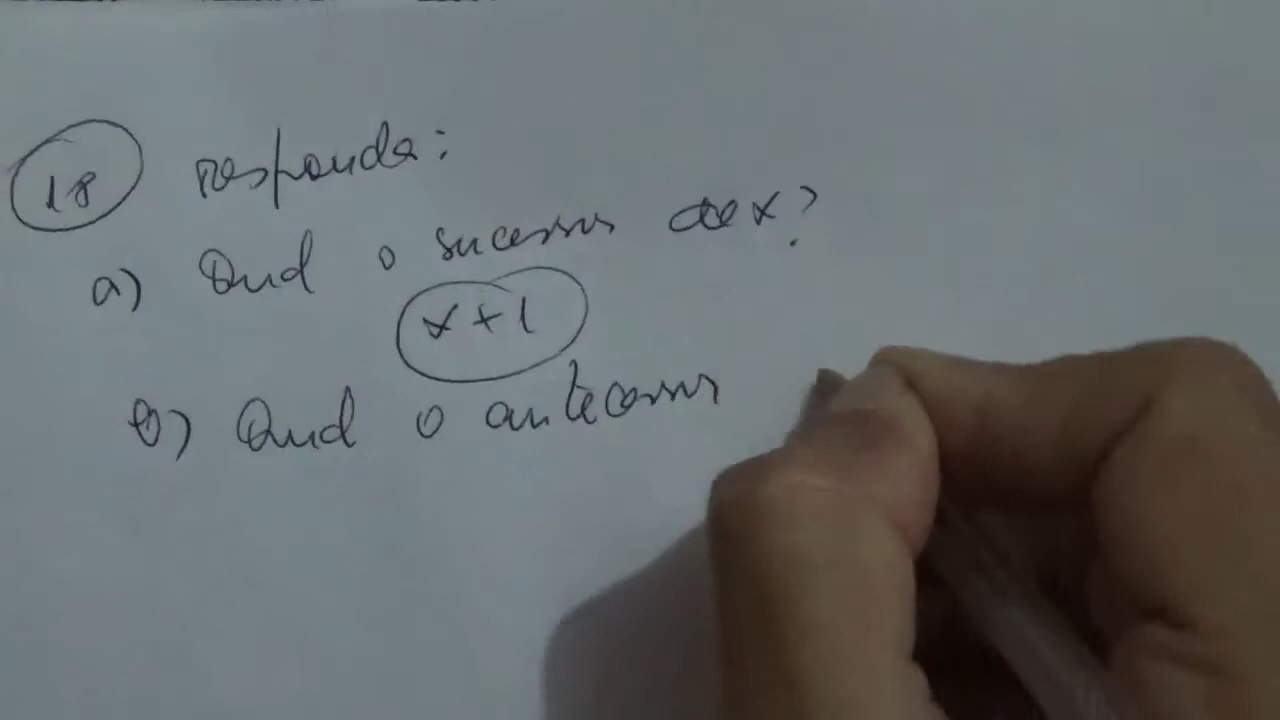 18 responda:
a) Qual o sucessor de x?
x+1
b) Qual o antecessor